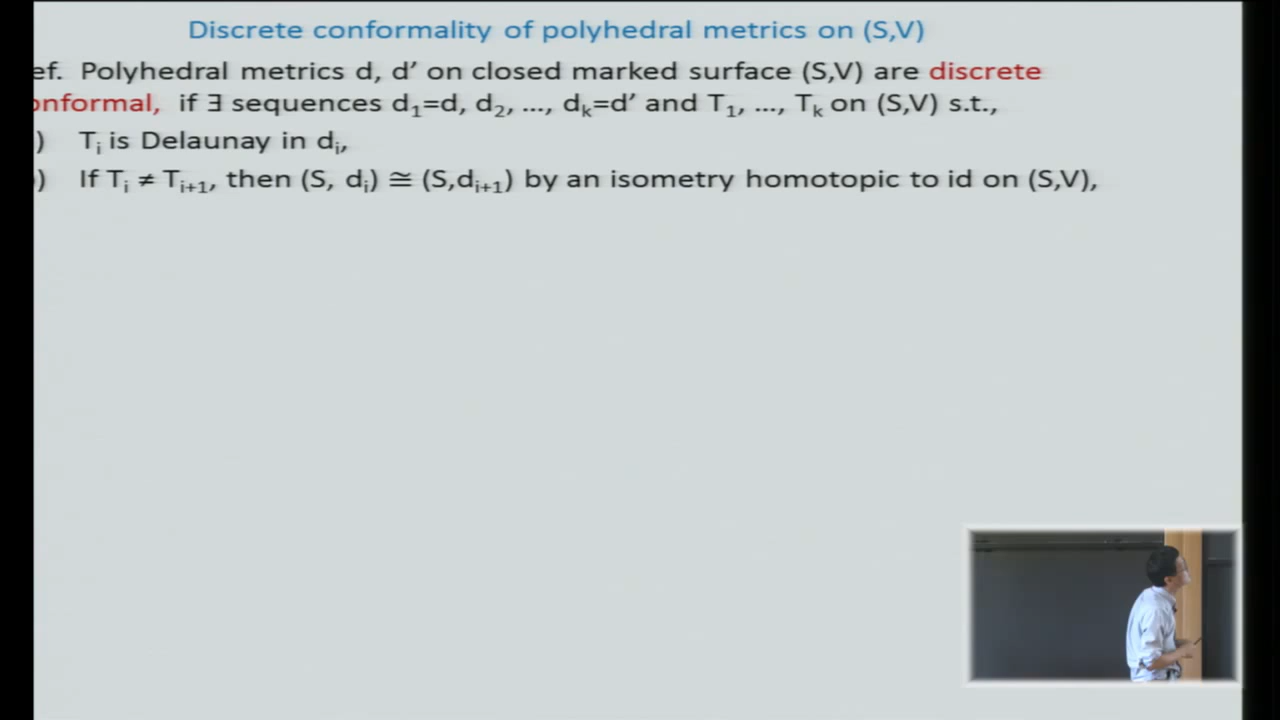 Discrete conformality of polyhedral metrics on (S,V)
ef. Polyhedral metrics d, d’ on closed marked surface (S,V) are discrete
onformal, if ∃ sequences d₁=d, d₂, ..., dₖ=d’ and T₁, ..., Tₖ on (S,V) s.t.,
) Tᵢ is Delaunay in dᵢ,
) If Tᵢ ≠ Tᵢ₊₁, then (S, dᵢ) ≅ (S,dᵢ₊₁) by an isometry homotopic to id on (S,V),